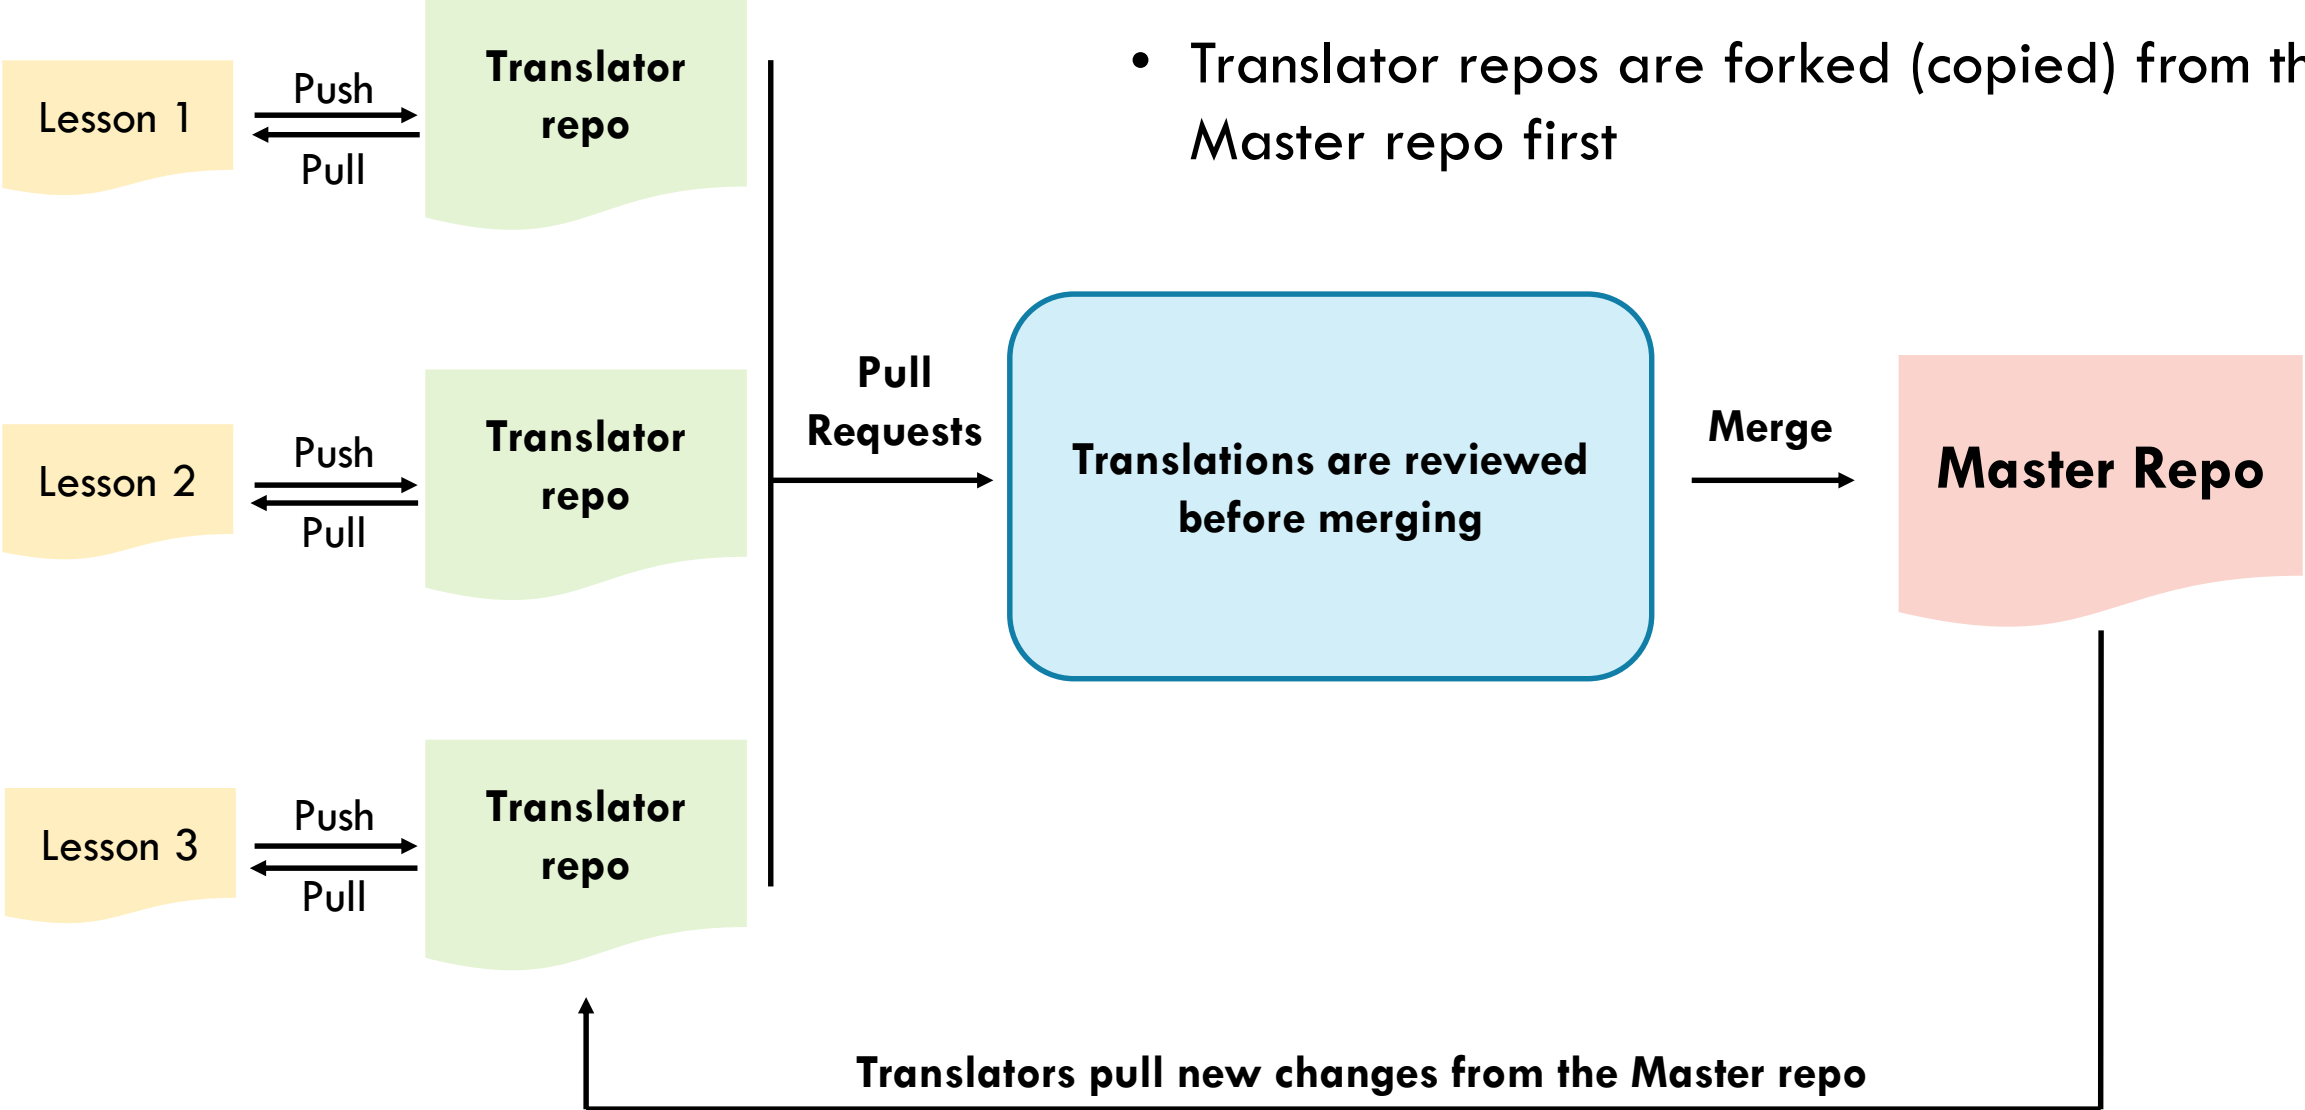 • Translator repos are forked (copied) from th
Master repo first
Lesson 1
Push
Pull
Translator
repo
Lesson 2
Push
Pull
Translator
repo
Lesson 3
Push
Pull
Translator
repo
Pull
Requests
Translations are reviewed
before merging
Merge
Master Repo
Translators pull new changes from the Master repo